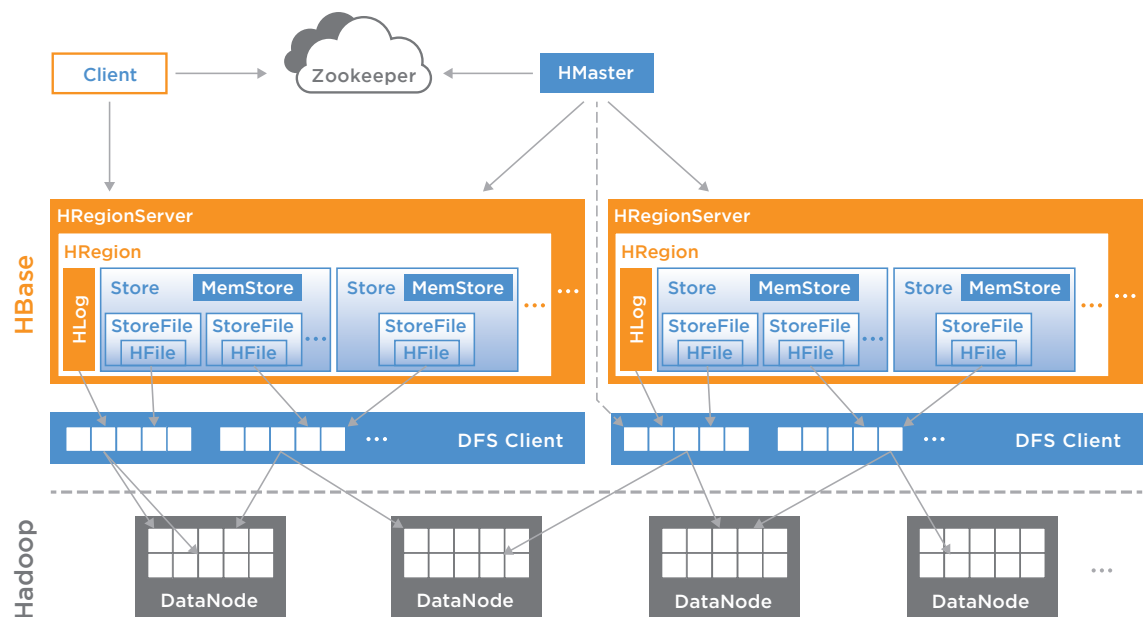 Client
Zookeeper
HMaster
HBase
HRegionServer
HRegion
HLog
Store
MemStore
StoreFile
HFile
StoreFile
HFile
...
Store
MemStore
StoreFile
HFile
...
...
HRegionServer
HRegion
HLog
Store
MemStore
StoreFile
HFile
StoreFile
HFile
...
Store
MemStore
StoreFile
HFile
...
...
...
DFS Client
...
DFS Client
Hadoop
DataNode
DataNode
DataNode
DataNode
...